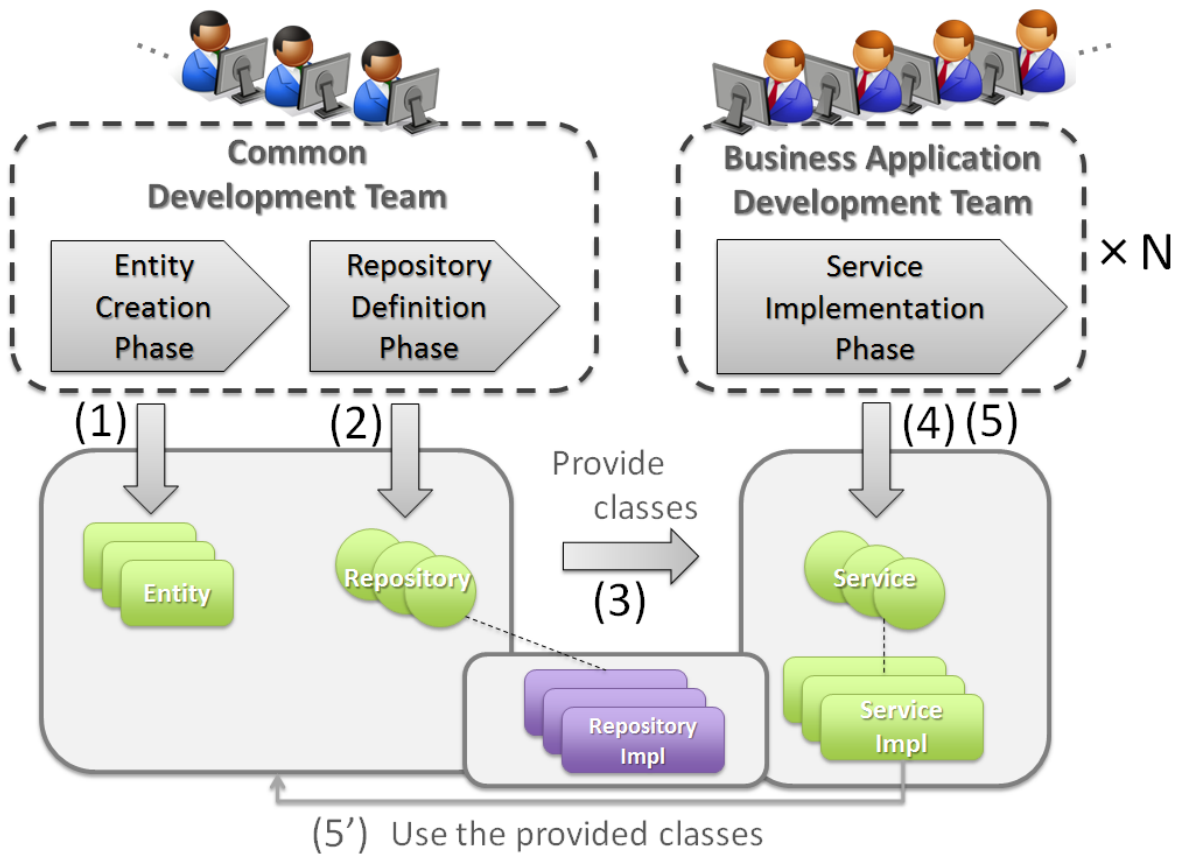 Common
Development Team
Business Application
Development Team
Entity
Creation
Phase
Repository
Definition
Phase
Service
Implementation
Phase
× N
(1)
(2)
(4) (5)
Provide
classes
(3)
Entity
Repository
Service
Repository
Impl
Service
Impl
(5’) Use the provided classes